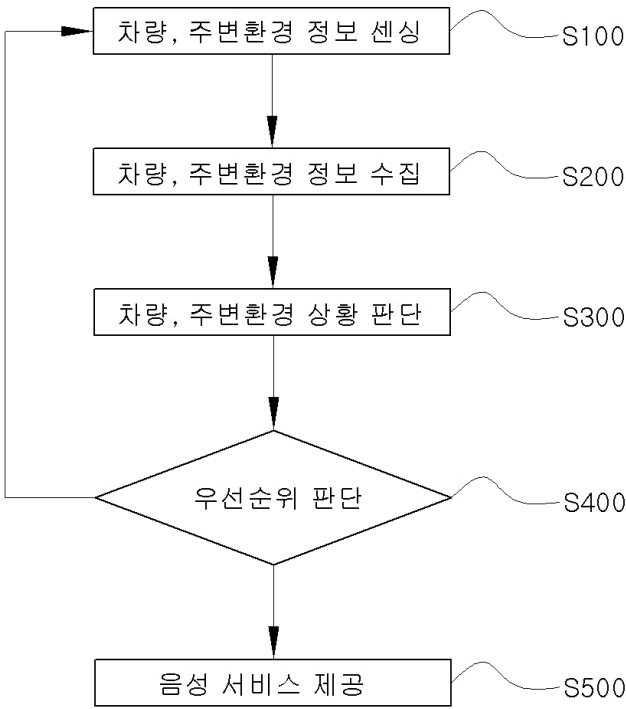 차량, 주변환경 정보 센싱
S100
차량, 주변환경 정보 수집
S200
차량, 주변환경 상황 판단
S300
우선순위 판단
S400
음성 서비스 제공
S500